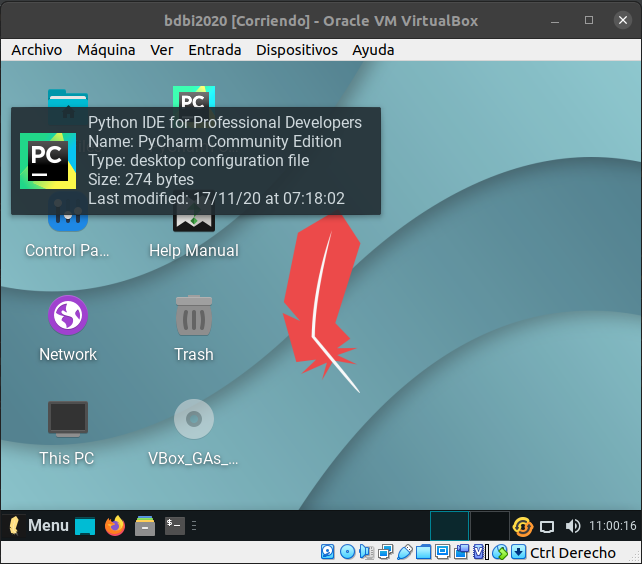 bdbi2020 [Corriendo] - Oracle VM VirtualBox
Archivo Máquina Ver Entrada Dispositivos Ayuda
PC
Python IDE for Professional Developers
Name: PyCharm Community Edition
Type: desktop configuration file
Size: 274 bytes
Last modified: 17/11/20 at 07:18:02
PC
Control Pa... Help Manual
Network Trash
This PC VBox_GAs_...
Menu 11:00:16
Ctrl Derecho